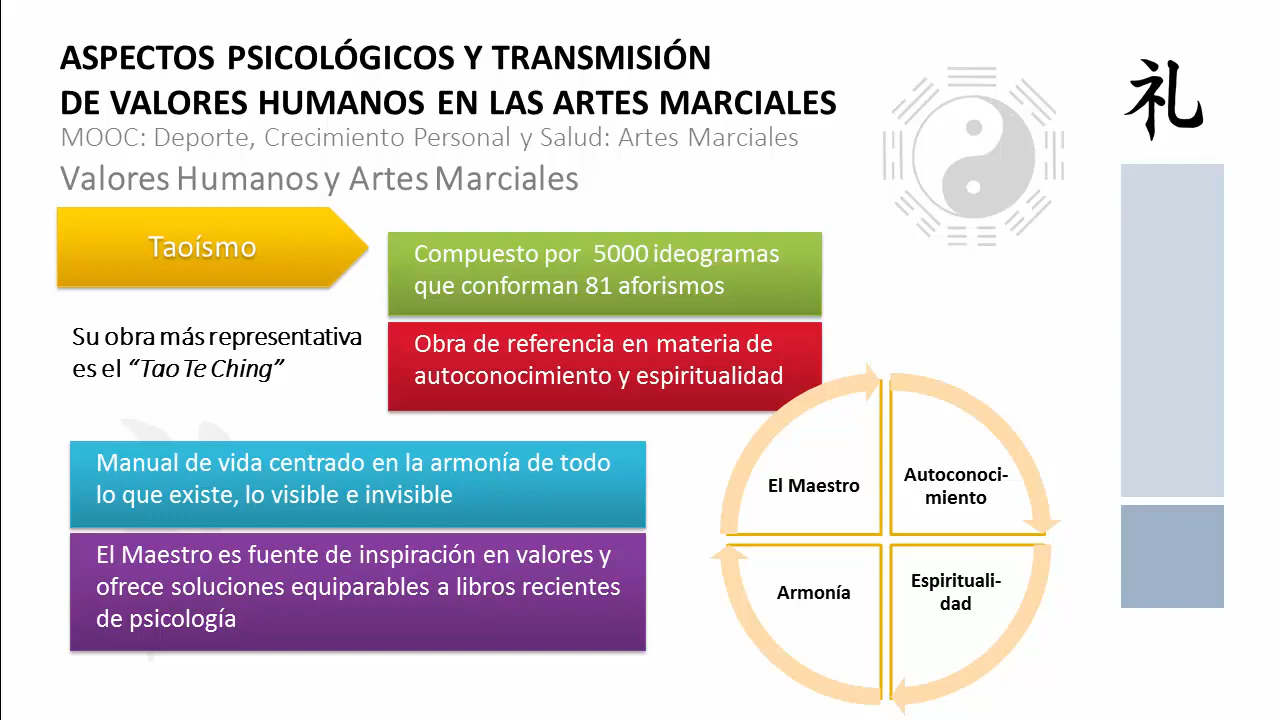 ASPECTOS PSICOLÓGICOS Y TRANSMISIÓN
DE VALORES HUMANOS EN LAS ARTES MARCIALES
MOOC: Deporte, Crecimiento Personal y Salud: Artes Marciales
Valores Humanos y Artes Marciales
礼
Taoísmo
Compuesto por 5000 ideogramas
que conforman 81 aforismos
Su obra más representativa
es el “Tao Te Ching”
Obra de referencia en materia de
autoconocimiento y espiritualidad
Manual de vida centrado en la armonía de todo
lo que existe, lo visible e invisible
El Maestro es fuente de inspiración en valores y
ofrece soluciones equiparables a libros recientes
de psicología
El Maestro
Autoconoci-
miento
Armonía
Espirituali-
dad